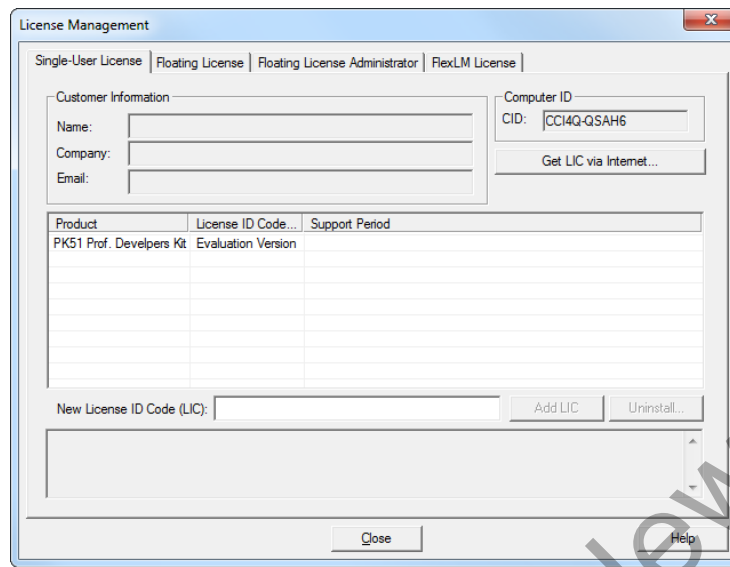 License Management
Single-User License
Floating License
Floating License Administrator
FlexLM License
Customer Information
Name:
Company:
Email:
Computer ID
CID: CCI4Q-QSAH6
Get LIC via Internet...
Product License ID Code... Support Period
PK51 Prof. Develpers Kit Evaluation Version
New License ID Code (LIC):
Add LIC
Uninstall...
Close
Help